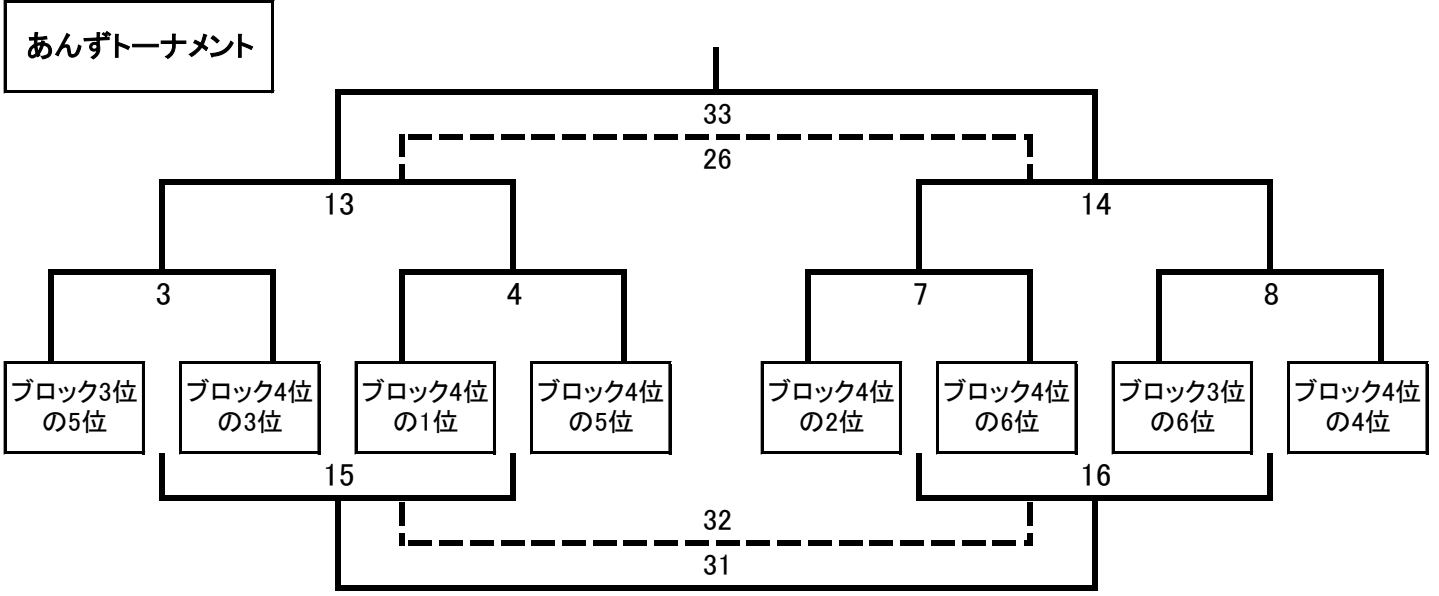 あんずトーナメント
33
26
13
14
3
4
7
8
ブロック3位
の5位
ブロック4位
の3位
ブロック4位
の1位
ブロック4位
の5位
ブロック4位
の2位
ブロック4位
の6位
ブロック3位
の6位
ブロック4位
の4位
15
16
32
31